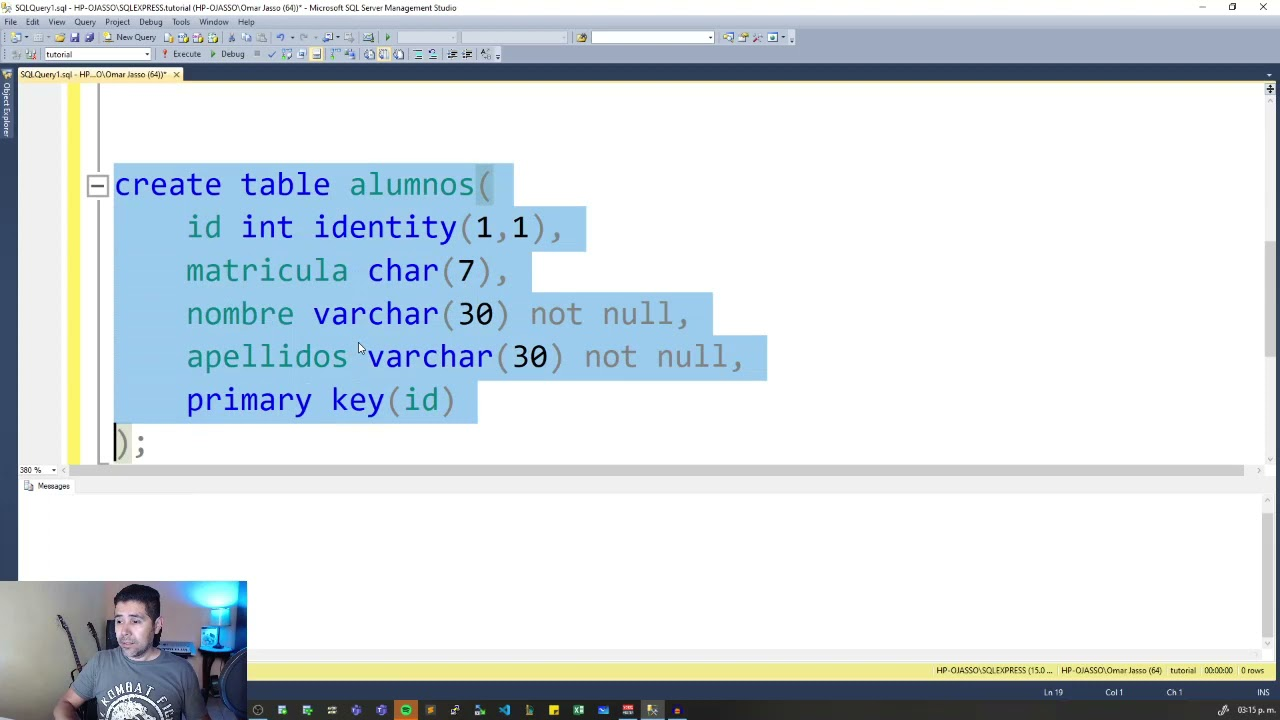 SQLQuery1.sql - HP-OJASSO\SQLEXPRESS.tutorial (HP-OJASSO\Omar Jasso (64))* - Microsoft SQL Server Management Studio
File Edit View Query Project Debug Tools Window Help
New Query
tutorial Execute Debug
SQLQuery1.sql - HP...O\Omar Jasso (64))*
Object Explorer
create table alumnos(
id int identity(1,1),
matricula char(7),
nombre varchar(30) not null,
apellidos varchar(30) not null,
primary key(id)
);
380 %
Messages
HP-OJASSO\SQLEXPRESS (15.0 ... HP-OJASSO\Omar Jasso (64) tutorial 00:00:00 0 rows
Ln 19 Col 1 Ch 1 INS
03:15 p. m.